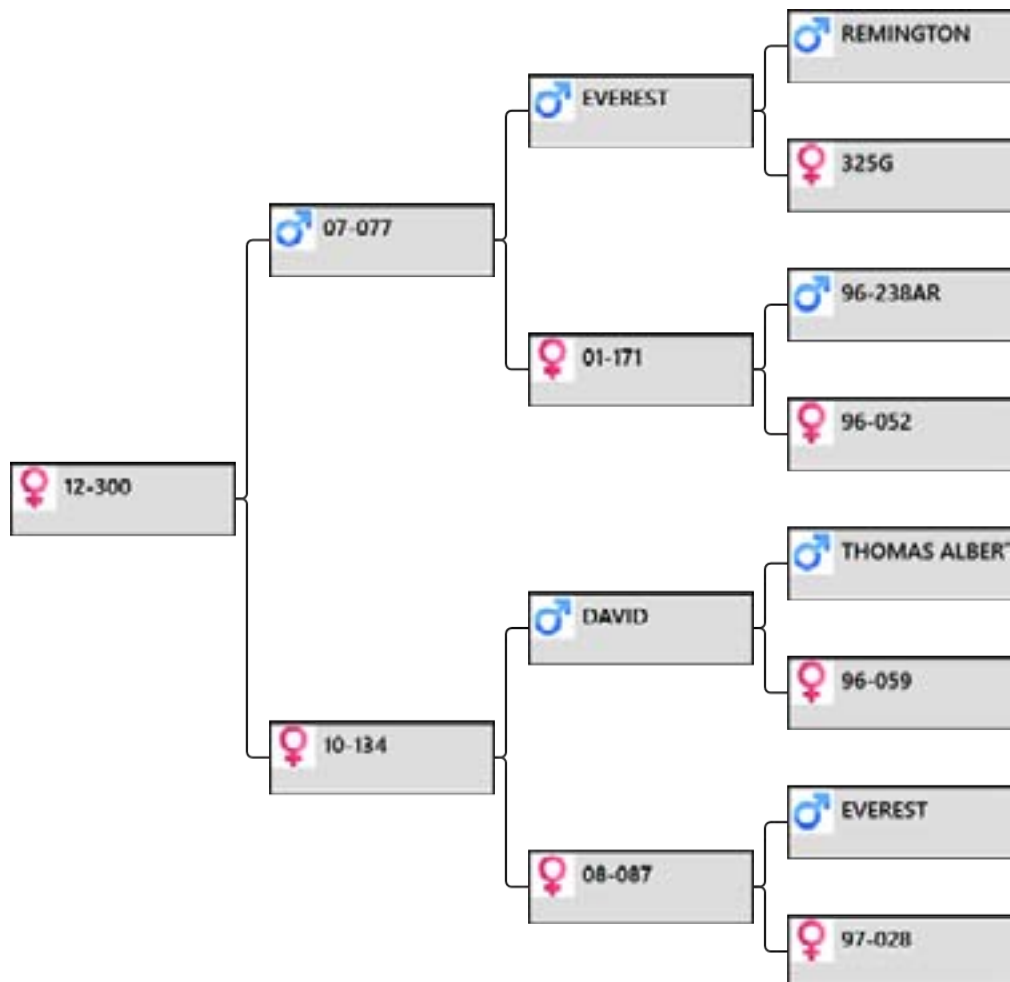 REMINGTON
EVEREST
325G
07-077
96-238AR
01-171
96-052
12-300
THOMAS ALBERT
DAVID
96-059
10-134
EVEREST
08-087
97-028